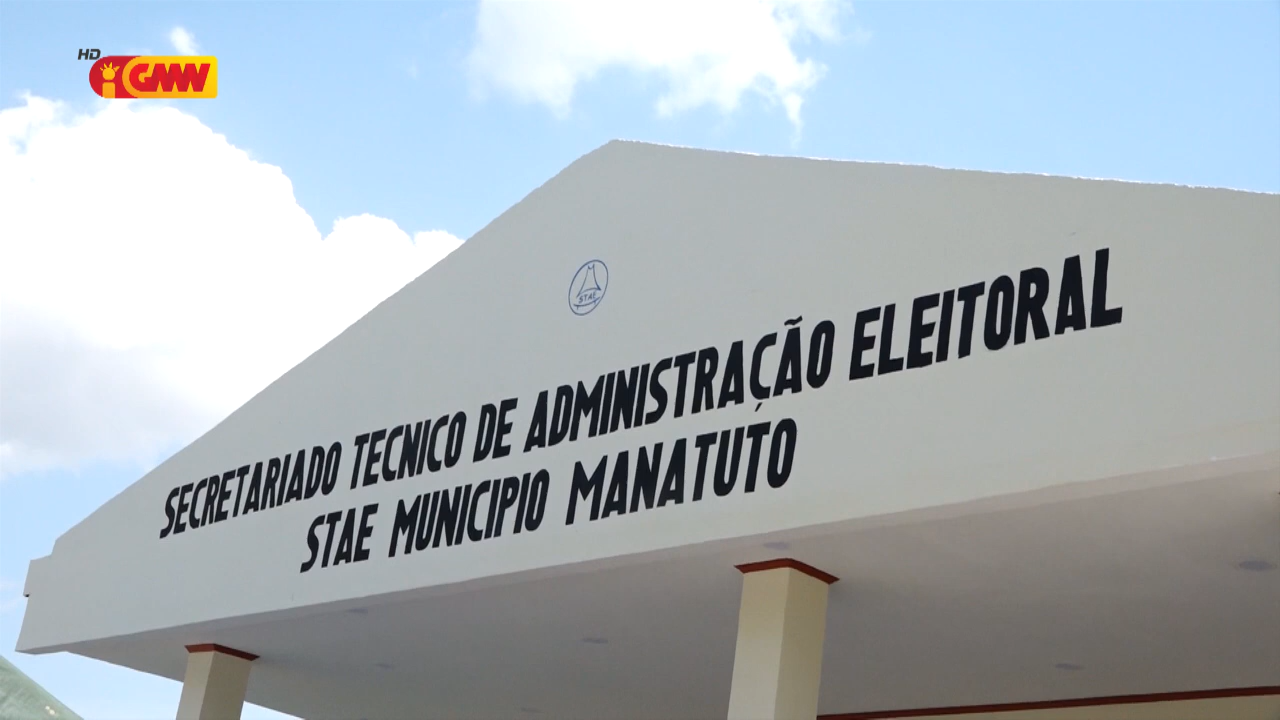 HD
GMN
STAE
SECRETARIADO TECNICO DE ADMINISTRAÇÃO ELEITORAL
STAE MUNICIPIO MANATUTO